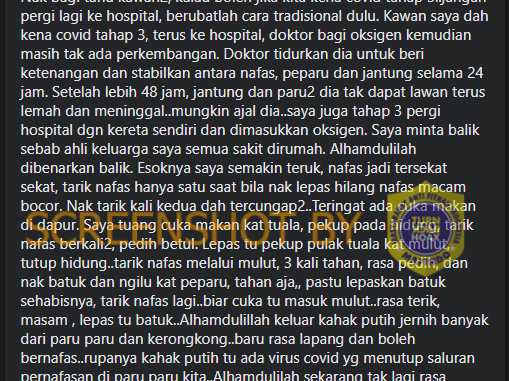 Nak bagi tahu kawan2, kalau boleh jika kita kena covid tahap 3..jangan
pergi lagi ke hospital, berubatlah cara tradisional dulu. Kawan saya dah
kena covid tahap 3, terus ke hospital, doktor bagi oksigen kemudian
masih tak ada perkembangan. Doktor tidurkan dia untuk beri
ketenangan dan stabilkan antara nafas, peparu dan jantung selama 24
jam. Setelah lebih 48 jam, jantung dan paru2 dia tak dapat lawan terus
lemah dan meninggal..mungkin ajal dia..saya juga tahap 3 pergi
hospital dgn kereta sendiri dan dimasukkan oksigen. Saya minta balik
sebab ahli keluarga saya semua sakit dirumah. Alhamdulilah
dibenarkan balik. Esoknya saya semakin teruk, nafas jadi tersekat
sekat, tarik nafas hanya satu saat bila nak lepas hilang nafas macam
bocor. Nak tarik kali kedua dah tercungap2..Teringat ada cuka makan
di dapur. Saya tuang cuka makan kat tuala, pekup pada hidung, tarik
nafas berkali2, pedih betul. Lepas tu pekup pulak tuala kat mulut,
tutup hidung..tarik nafas melalui mulut, 3 kali tahan, rasa pedih, dan
nak batuk dan ngilu kat peparu, tahan aja,, pastu lepaskan batuk
sehabisnya, tarik nafas lagi..biar cuka tu masuk mulut..rasa terik,
masam , lepas tu batuk..Alhamdulillah keluar kahak putih jernih banyak
dari paru paru dan kerongkong..baru rasa lapang dan boleh
bernafas..rupanya kahak putih tu ada virus covid yg menutup saluran
pernafasan di paru paru kita..Alhamdulilah sekarang tak lagi rasa
SCREENSHOT BY
TURN BACK HOAX